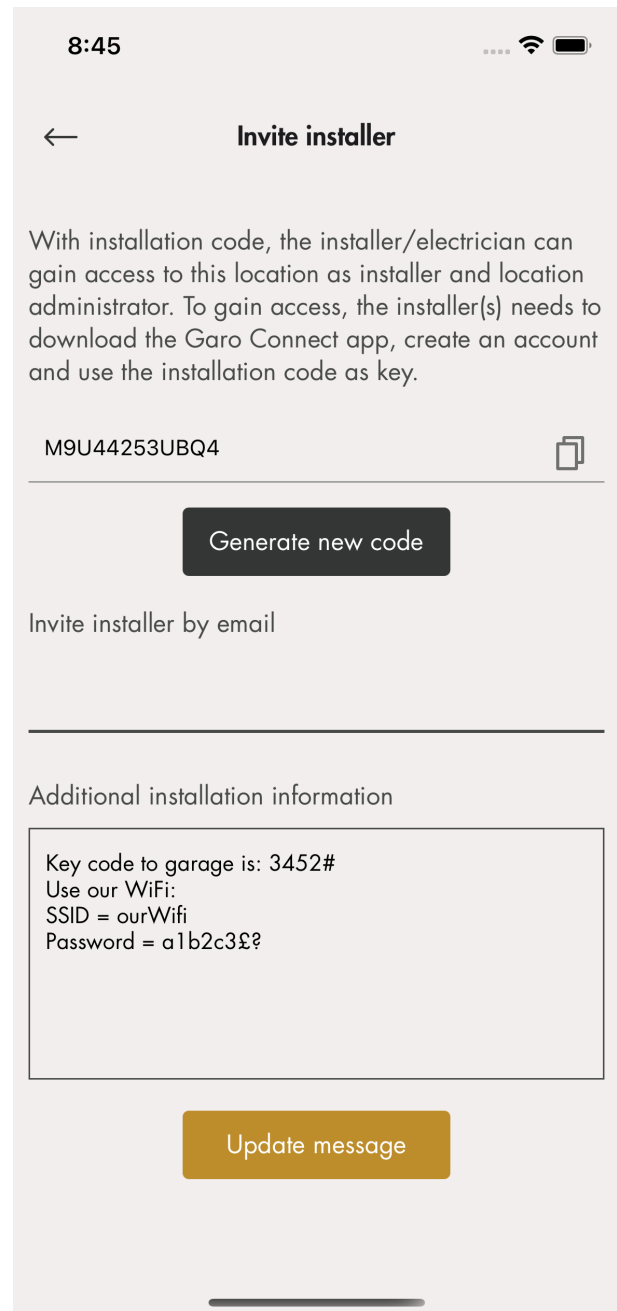 8:45
Invite installer
With installation code, the installer/electrician can
gain access to this location as installer and location
administrator. To gain access, the installer(s) needs to
download the Garo Connect app, create an account
and use the installation code as key.
M9U44253UBQ4
Generate new code
Invite installer by email
Additional installation information
Key code to garage is: 3452#
Use our WiFi:
SSID = ourWifi
Password = a1b2c3£?
Update message